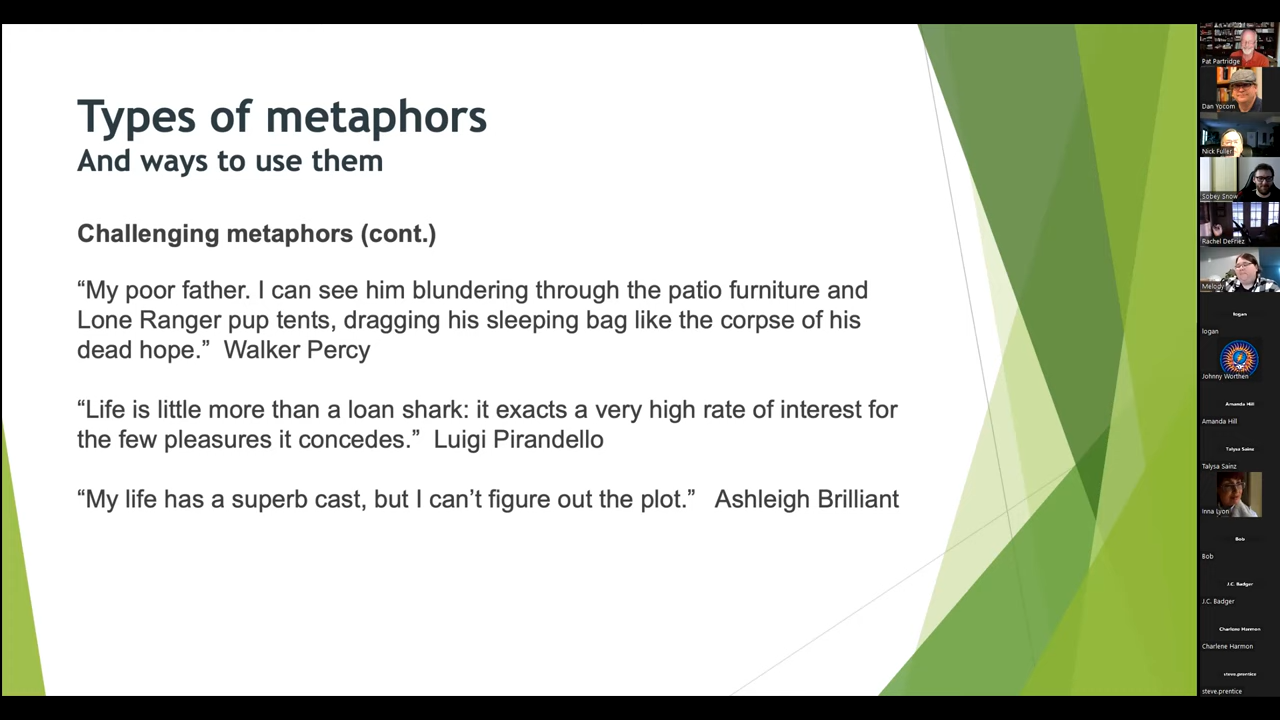 Types of metaphors
And ways to use them
Challenging metaphors (cont.)
“My poor father. I can see him blundering through the patio furniture and
Lone Ranger pup tents, dragging his sleeping bag like the corpse of his
dead hope.”  Walker Percy
“Life is little more than a loan shark: it exacts a very high rate of interest for
the few pleasures it concedes.”  Luigi Pirandello
“My life has a superb cast, but I can’t figure out the plot.”   Ashleigh Brilliant
Pat Partridge
Dan Yocom
Nick Fuller
Sobey Snow
Rachel DeFriez
Melody
logan
logan
Johnny Worthen
Amanda Hill
Amanda Hill
Talysa Sainz
Talysa Sainz
Inna Lyon
Bob
Bob
J.C. Badger
J.C. Badger
Charlene Harmon
Charlene Harmon
steve.prentice
steve.prentice